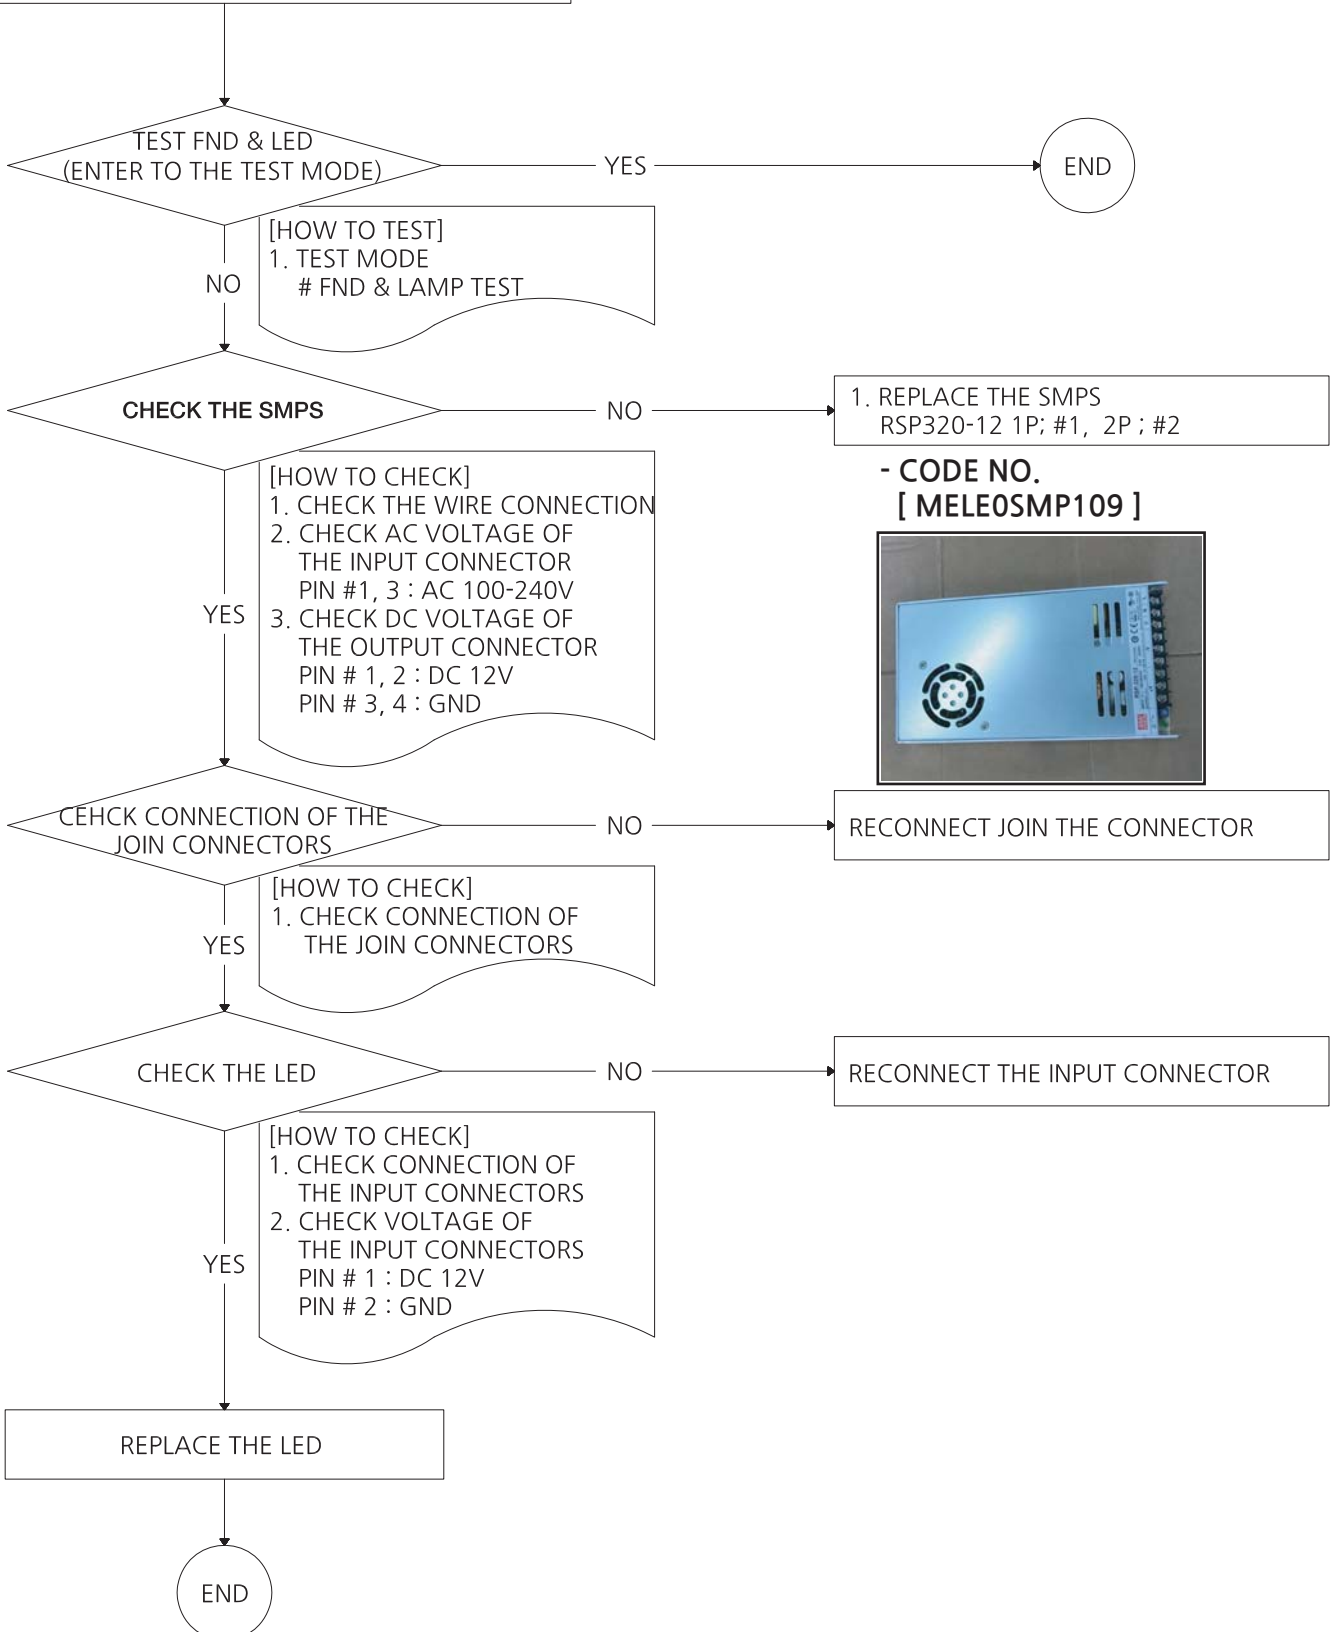 TEST FND & LED
(ENTER TO THE TEST MODE)
YES
END
[HOW TO TEST]
1. TEST MODE
# FND & LAMP TEST
NO
CHECK THE SMPS
NO
1. REPLACE THE SMPS
RSP320-12 1P; #1, 2P ; #2
- CODE NO.
[ MELE0SMP109 ]
[HOW TO CHECK]
1. CHECK THE WIRE CONNECTION
2. CHECK AC VOLTAGE OF
THE INPUT CONNECTOR
PIN #1, 3 : AC 100-240V
3. CHECK DC VOLTAGE OF
THE OUTPUT CONNECTOR
PIN # 1, 2 : DC 12V
PIN # 3, 4 : GND
YES
CEHCK CONNECTION OF THE
JOIN CONNECTORS
NO
RECONNECT JOIN THE CONNECTOR
[HOW TO CHECK]
1. CHECK CONNECTION OF
THE JOIN CONNECTORS
YES
CHECK THE LED
NO
RECONNECT THE INPUT CONNECTOR
[HOW TO CHECK]
1. CHECK CONNECTION OF
THE INPUT CONNECTORS
2. CHECK VOLTAGE OF
THE INPUT CONNECTORS
PIN # 1 : DC 12V
PIN # 2 : GND
YES
REPLACE THE LED
END